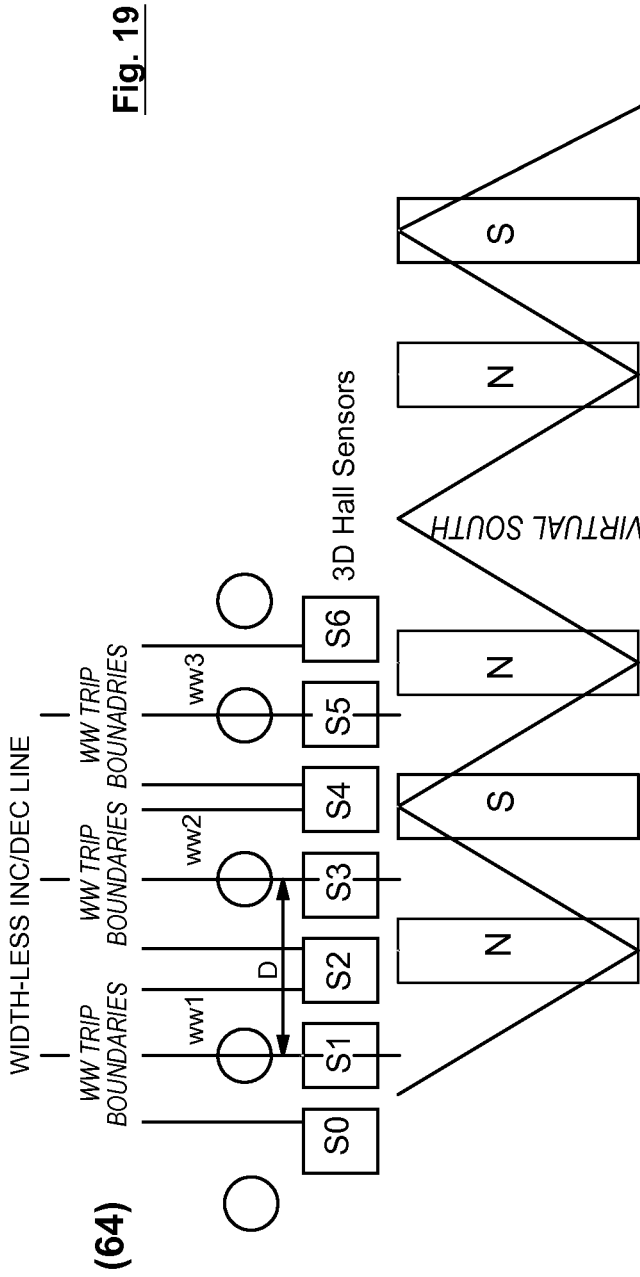 Fig. 19
(64)
WIDTH-LESS INC/DEC LINE
WW TRIP
BOUNDARIES
WW TRIP
BOUNDARIES
WW TRIP
BOUNADRIES
ww1
ww2
ww3
D
S0
S1
S2
S3
S4
S5
S6
3D Hall Sensors
N
S
N
VIRTUAL SOUTH
N
S